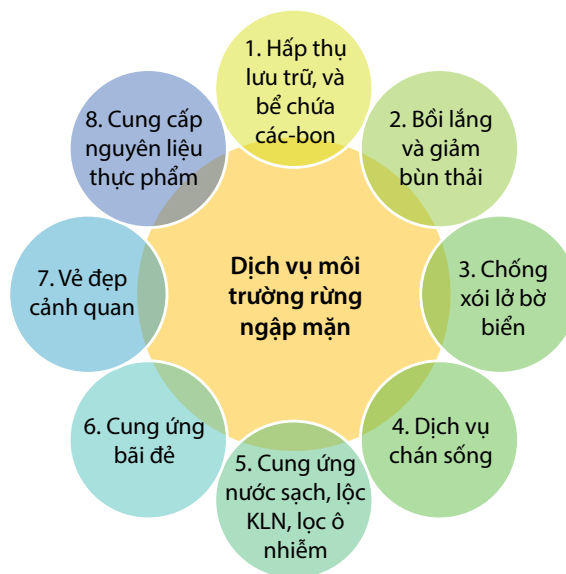 1. Hấp thụ
lưu trữ, và
bể chứa
các-bon
2. Bồi lắng
và giảm
bùn thải
3. Chống
xói lở bờ
biển
4. Dịch vụ
chán sống
5. Cung ứng
nước sạch, lộc
KLN, lọc ô
nhiễm
6. Cung ứng
bãi đẻ
7. Vẻ đẹp
cảnh quan
8. Cung cấp
nguyên liệu
thực phẩm
Dịch vụ môi
trường rừng
ngập mặn